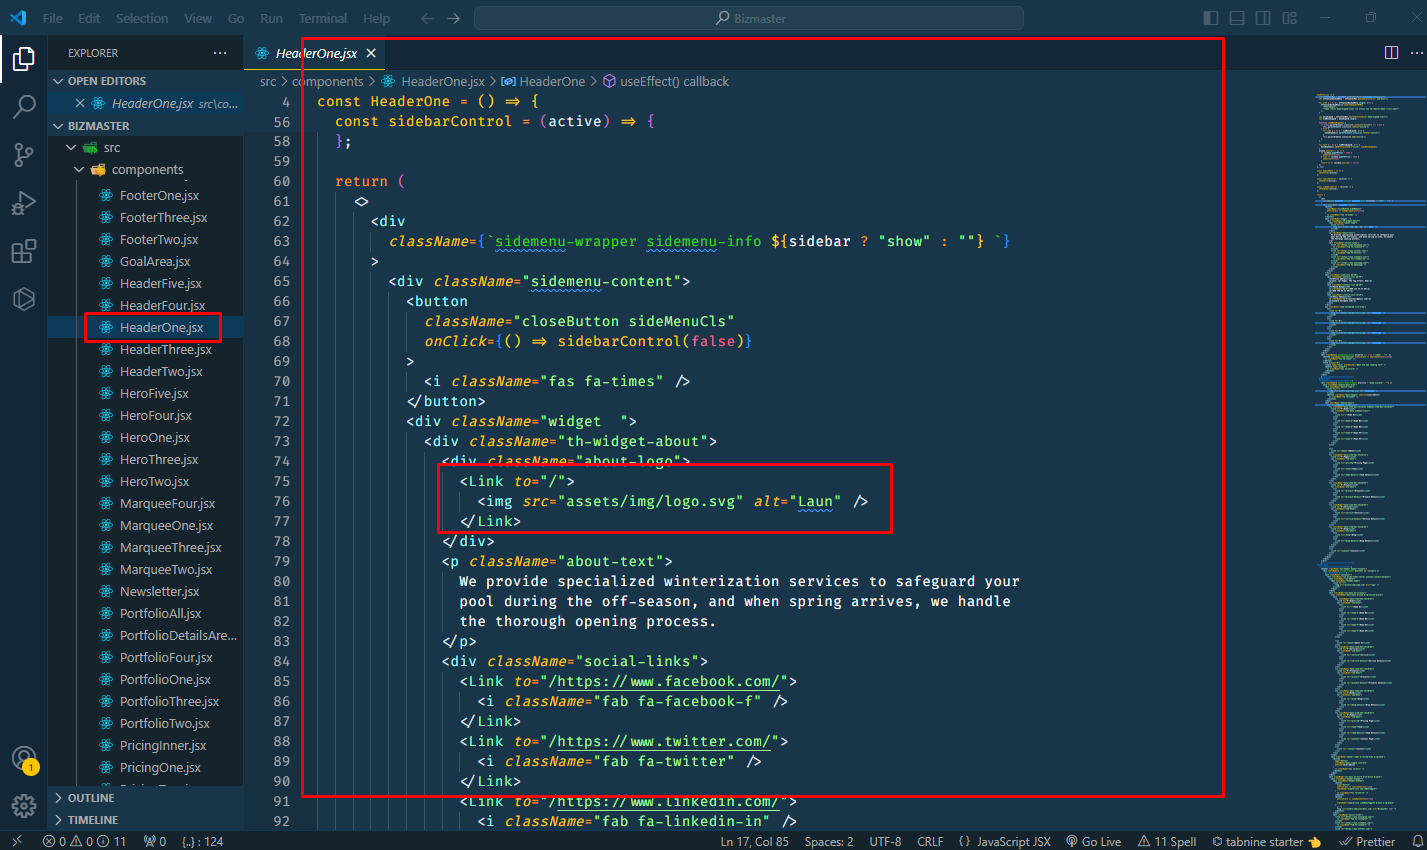 File Edit Selection View Go Run Terminal Help
Bizmaster
EXPLORER
OPEN EDITORS
HeaderOne.jsx src\co...
BIZMASTER
src
components
FooterOne.jsx
FooterThree.jsx
FooterTwo.jsx
GoalArea.jsx
HeaderFive.jsx
HeaderFour.jsx
HeaderOne.jsx
HeaderThree.jsx
HeaderTwo.jsx
HeroFive.jsx
HeroFour.jsx
HeroOne.jsx
HeroThree.jsx
HeroTwo.jsx
MarqueeFour.jsx
MarqueeOne.jsx
MarqueeThree.jsx
MarqueeTwo.jsx
Newsletter.jsx
PortfolioAll.jsx
PortfolioDetailsAre...
PortfolioFour.jsx
PortfolioOne.jsx
PortfolioThree.jsx
PortfolioTwo.jsx
PricingInner.jsx
PricingOne.jsx
OUTLINE
TIMELINE
1
HeaderOne.jsx
src > components > HeaderOne.jsx > HeaderOne > useEffect() callback
4 const HeaderOne = () => {
56 const sidebarControl = (active) => {
58 };
59
60 return (
61 <>
62 <div
63 className={`sidemenu-wrapper sidemenu-info ${sidebar ? "show" : ""} `}
64 >
65 <div className="sidemenu-content">
66 <button
67 className="closeButton sideMenuCls"
68 onClick={() => sidebarControl(false)}
69 >
70 <i className="fas fa-times" />
71 </button>
72 <div className="widget  ">
73 <div className="th-widget-about">
74 <div className="about-logo">
75 <Link to="/">
76 <img src="assets/img/logo.svg" alt="Laun" />
77 </Link>
78 </div>
79 <p className="about-text">
80 We provide specialized winterization services to safeguard your
81 pool during the off-season, and when spring arrives, we handle
82 the thorough opening process.
83 </p>
84 <div className="social-links">
85 <Link to="/https://www.facebook.com/">
86 <i className="fab fa-facebook-f" />
87 </Link>
88 <Link to="/https://www.twitter.com/">
89 <i className="fab fa-twitter" />
90 </Link>
91 <Link to="/https://www.linkedin.com/">
92 <i className="fab fa-linkedin-in" />
0 0 11 0 {..} : 124 Ln 17, Col 85 Spaces: 2 UTF-8 CRLF { } JavaScript JSX Go Live 11 Spell tabnine starter Prettier